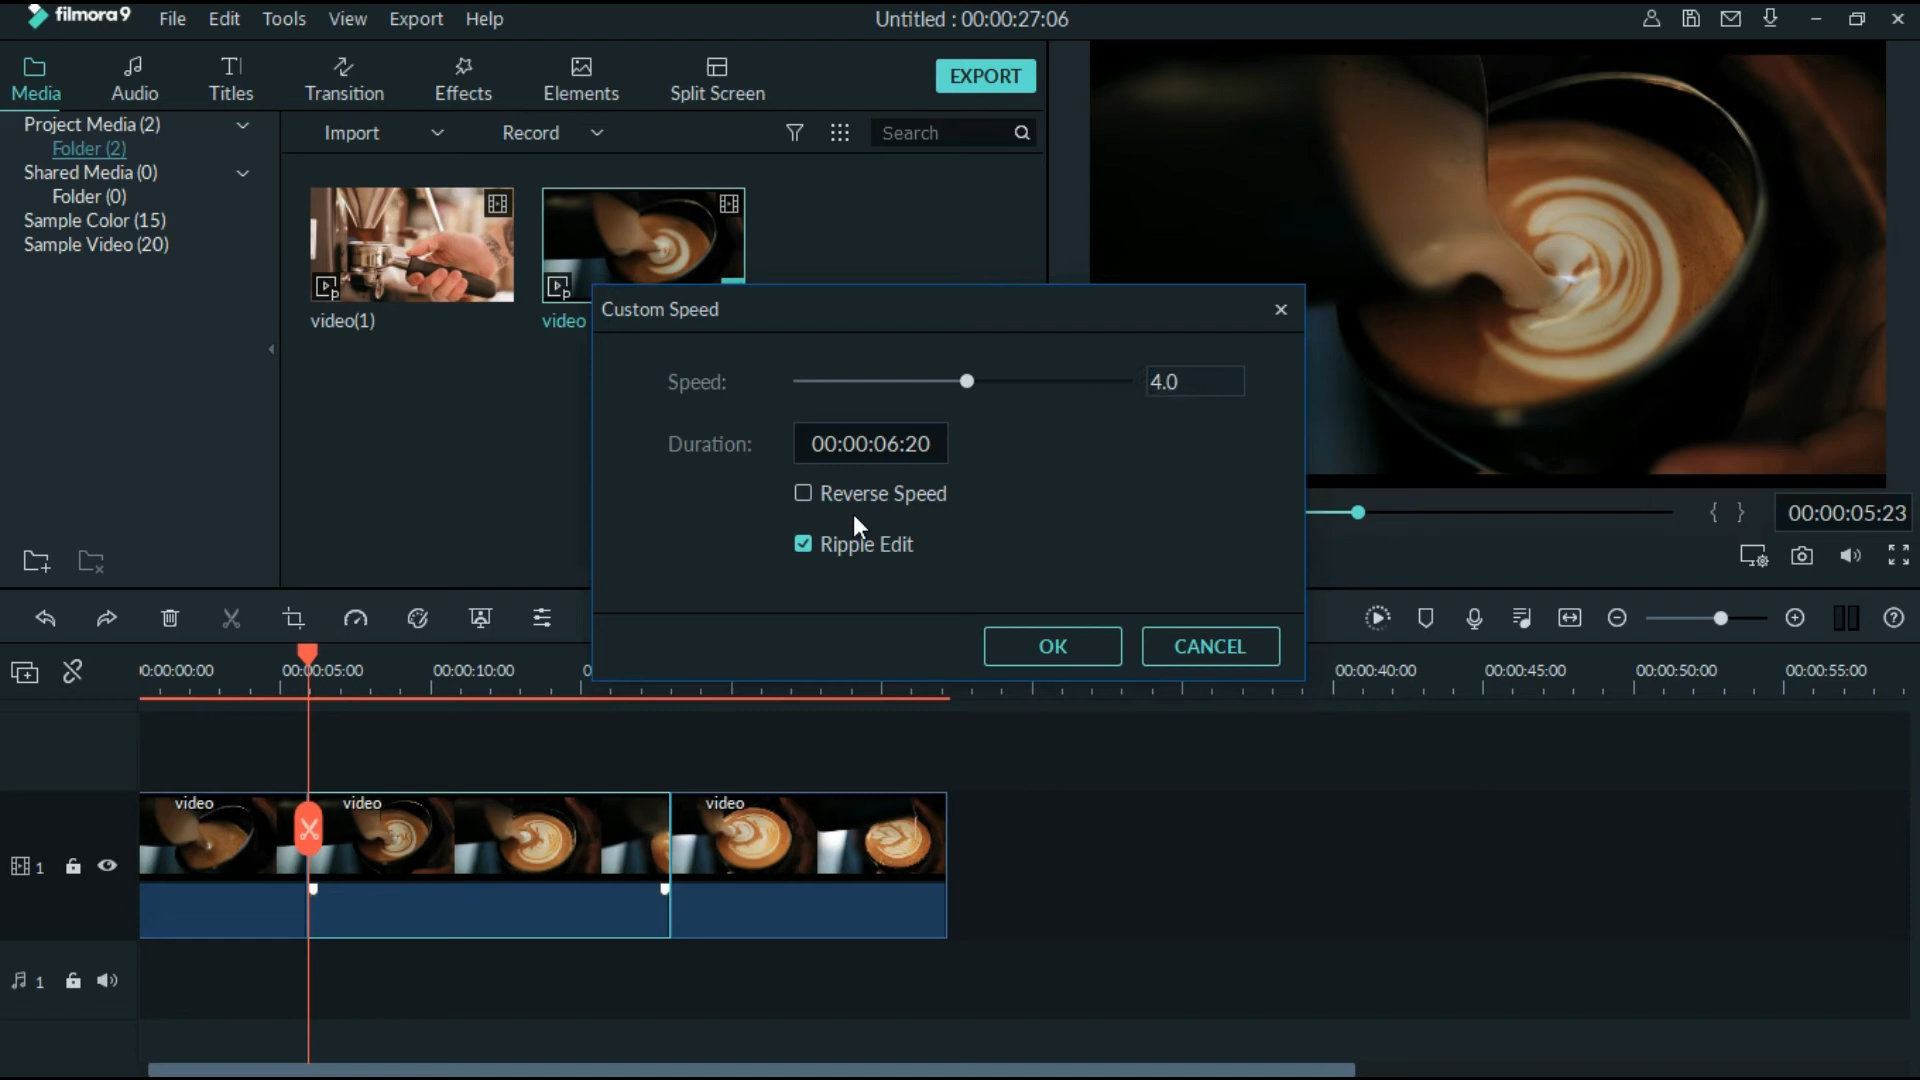 filmora9 File Edit Tools View Export Help Untitled : 00:00:27:06
Media Audio Titles Transition Effects Elements Split Screen EXPORT
Project Media (2)
Folder (2)
Shared Media (0)
Folder (0)
Sample Color (15)
Sample Video (20)
Import Record Search
video(1)
video
Custom Speed
Speed: 4.0
Duration: 00:00:06:20
Reverse Speed
Ripple Edit
OK CANCEL
00:00:05:23
00:00:05:00 00:00:10:00 00:00:40:00 00:00:45:00 00:00:50:00 00:00:55:00
video video video
1
1